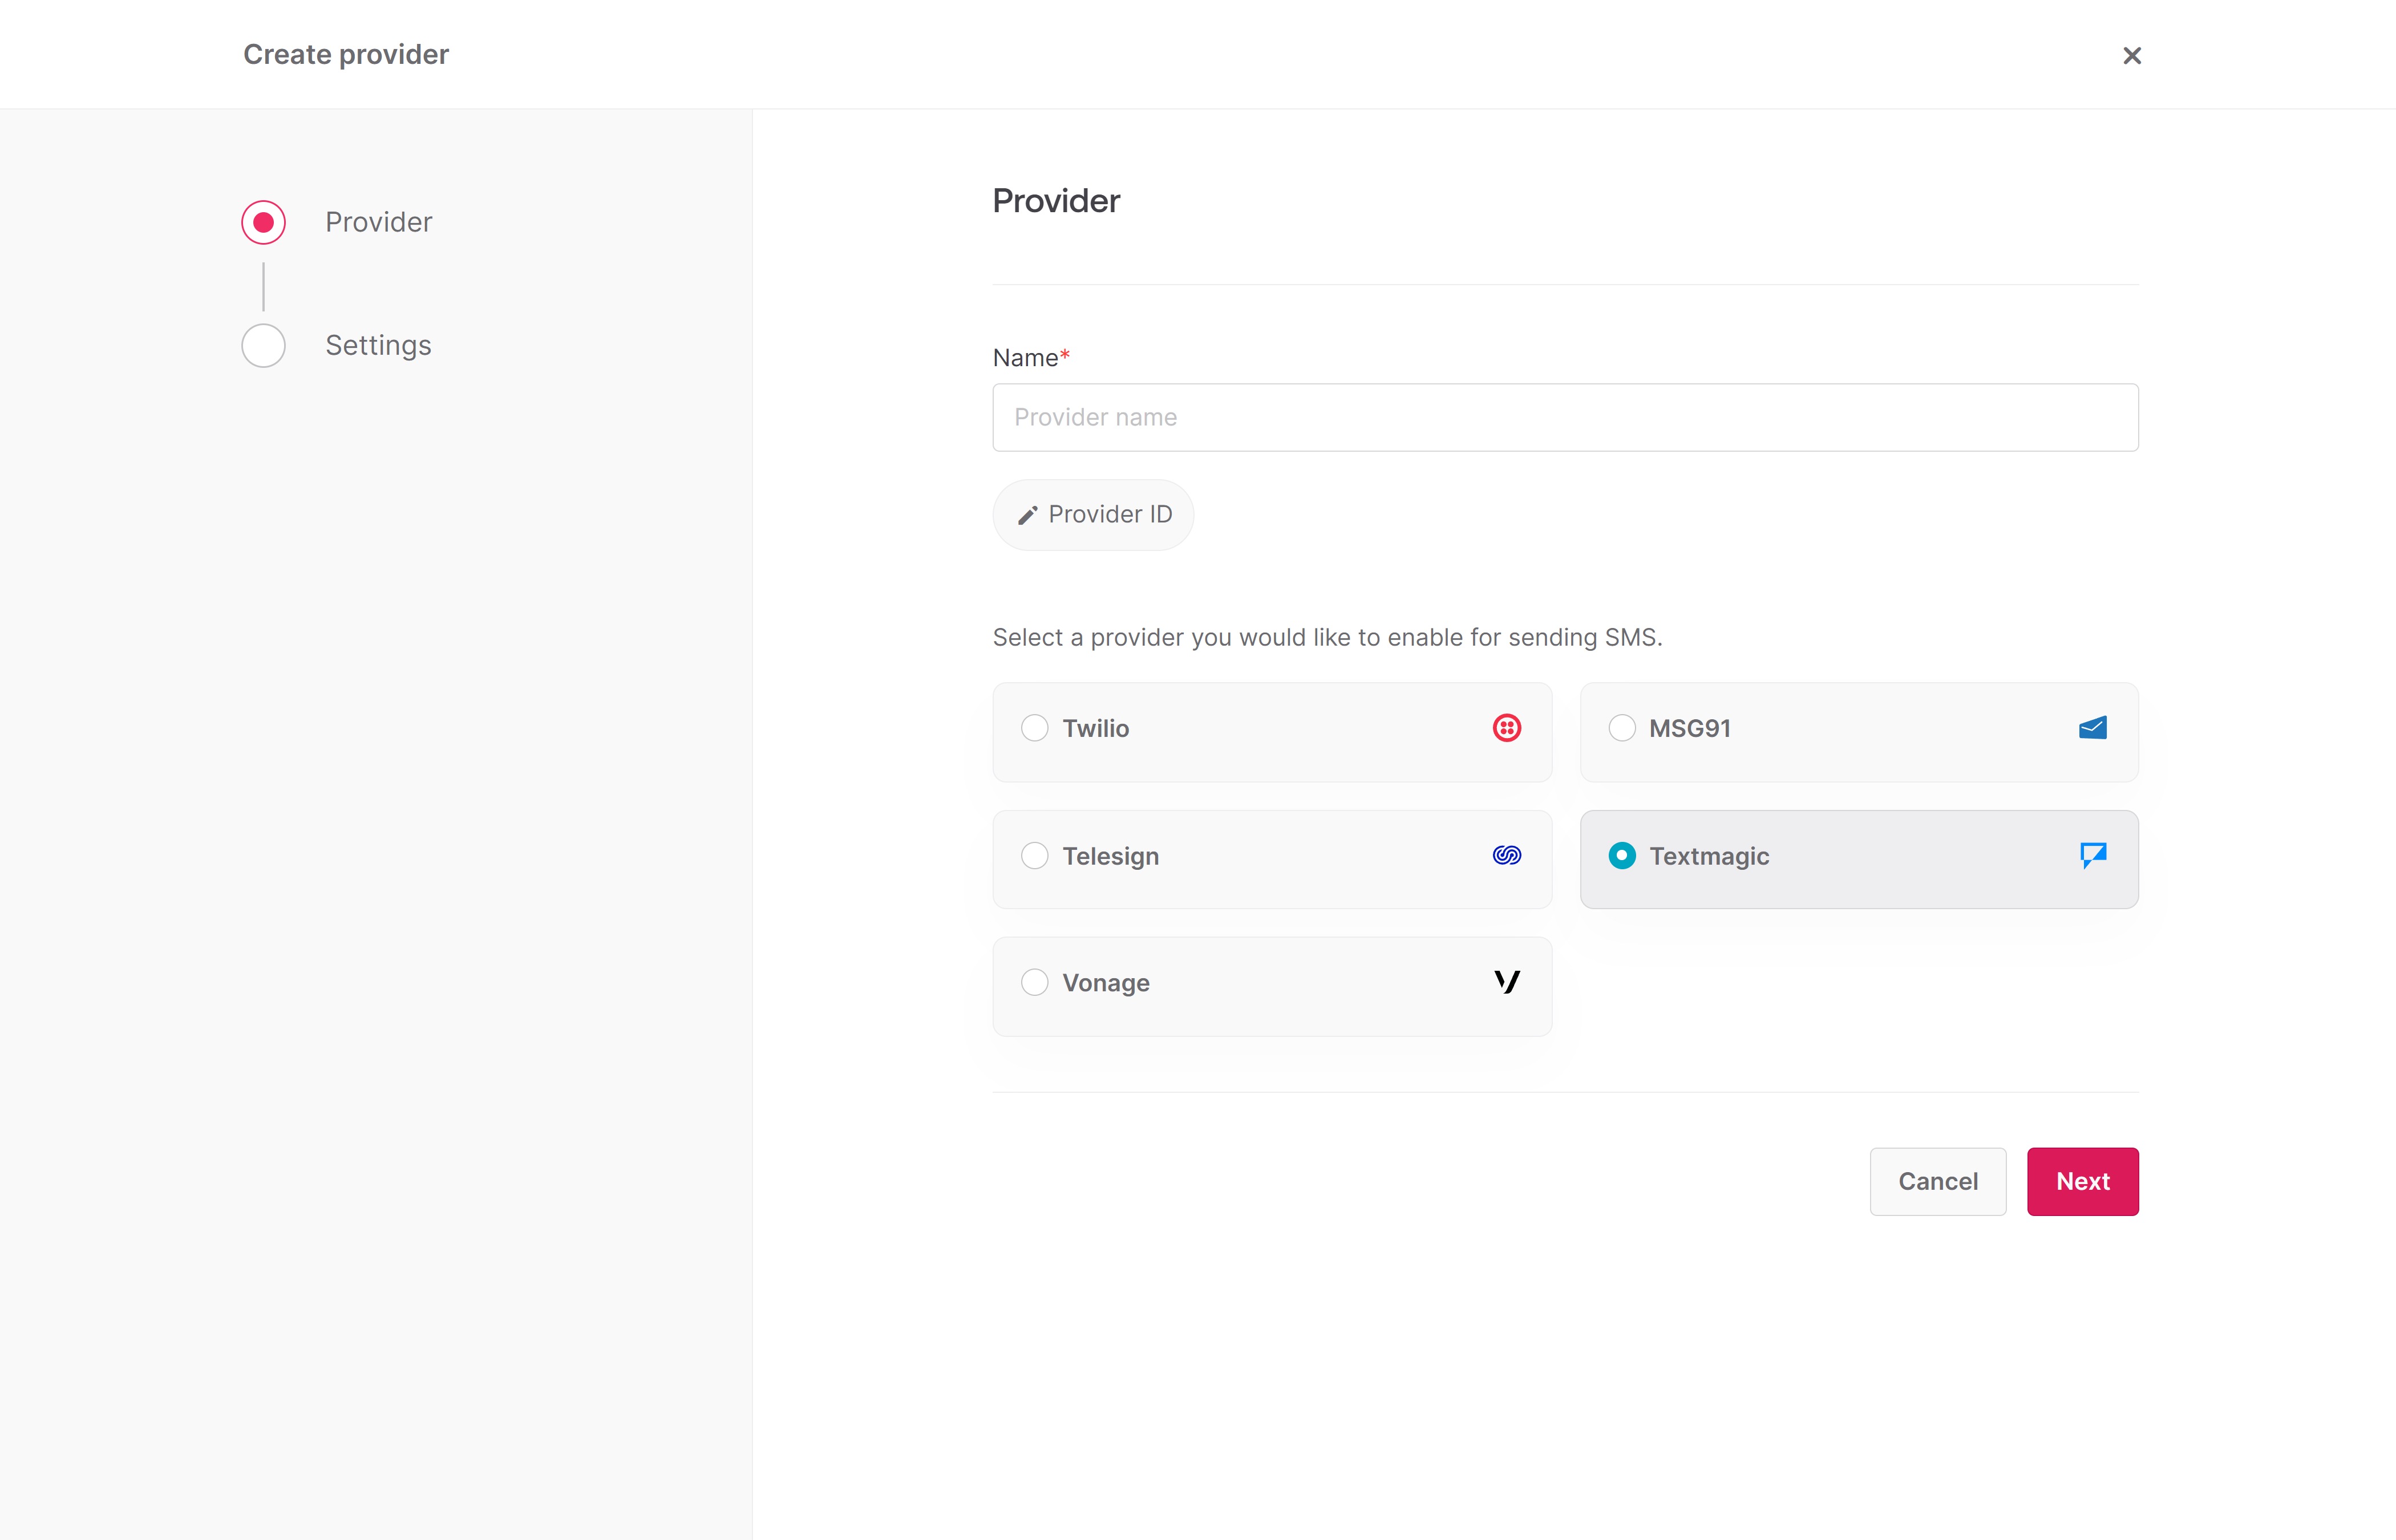 Create provider
Provider
Settings
Provider
Name*
Provider name
Provider ID
Select a provider you would like to enable for sending SMS.
Twilio
MSG91
Telesign
Textmagic
Vonage
Cancel
Next